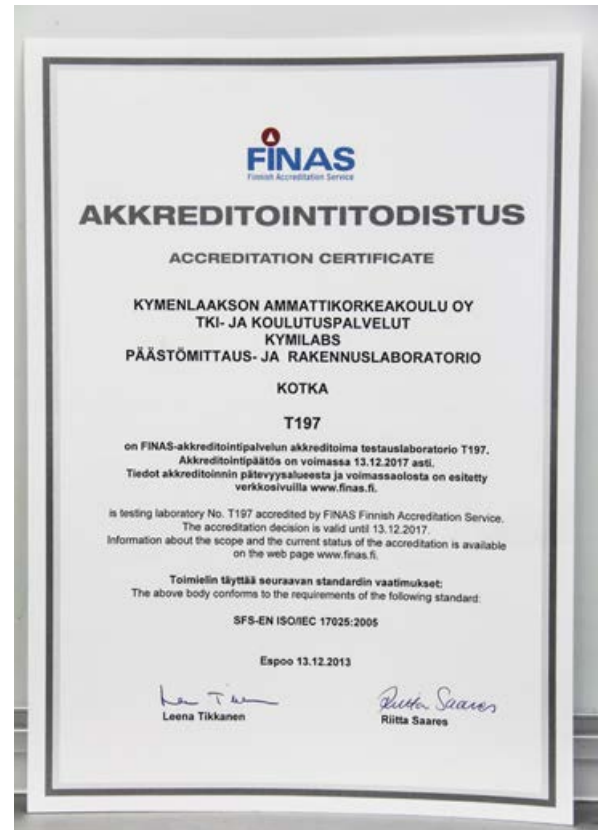 FINAS
Finnish Accreditation Service
AKKREDITOINTITODISTUS
ACCREDITATION CERTIFICATE
KYMENLAAKSON AMMATTIKORKEAKOULU OY
TKI- JA KOULUTUSPALVELUT
KYMILABS
PÄÄSTÖMITTAUS- JA RAKENNUSLABORATORIO
KOTKA
T197
on FINAS-akkreditointipalvelun akkreditoima testauslaboratorio T197.
Akkreditointipäätös on voimassa 13.12.2017 asti.
Tiedot akkreditoinnin pätevyysalueesta ja voimassaolosta on esitetty
verkkosivuilla www.finas.fi.
is testing laboratory No. T197 accredited by FINAS Finnish Accreditation Service.
The accreditation decision is valid until 13.12.2017.
Information about the scope and the current status of the accreditation is available
on the web page www.finas.fi.
Toimielin täyttää seuraavan standardin vaatimukset:
The above body conforms to the requirements of the following standard:
SFS-EN ISO/IEC 17025:2005
Espoo 13.12.2013
Riitta Saares
Leena Tikkanen
Riitta Saares